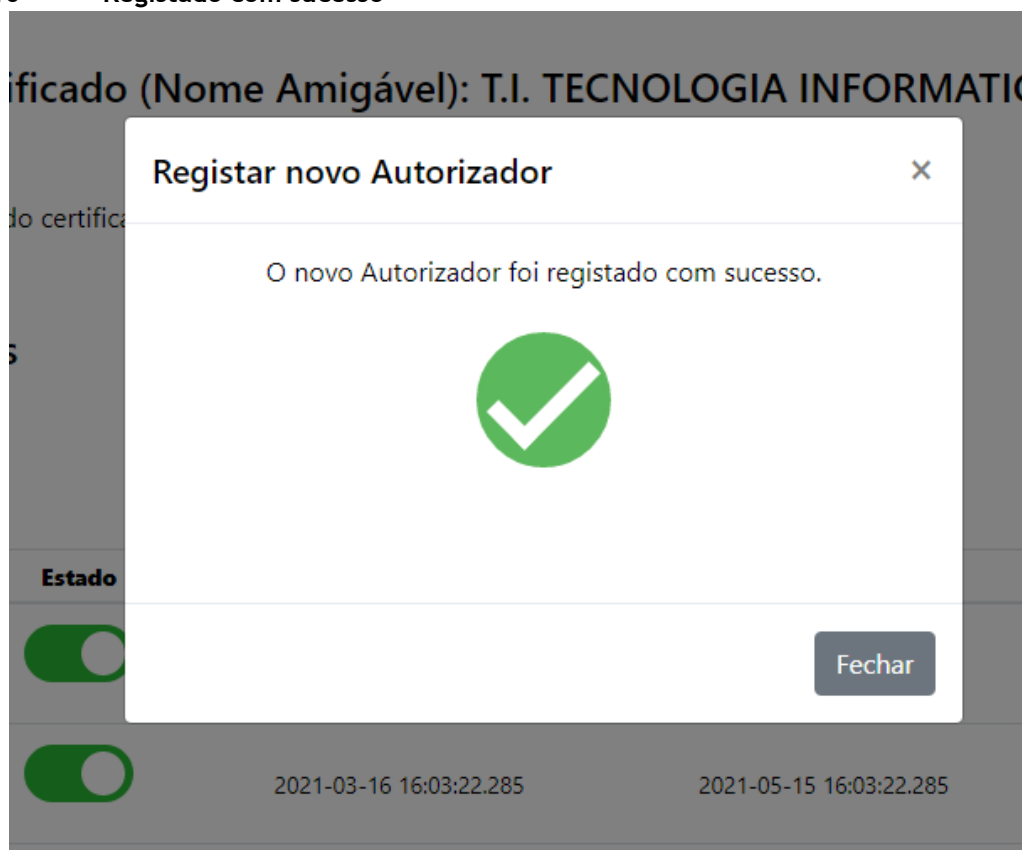 Registado com sucesso
ificado (Nome Amigável): T.I. TECNOLOGIA INFORMATI
Registar novo Autorizador ×
do certifica
O novo Autorizador foi registado com sucesso.
s
Estado
Fechar
2021-03-16 16:03:22.285 2021-05-15 16:03:22.285